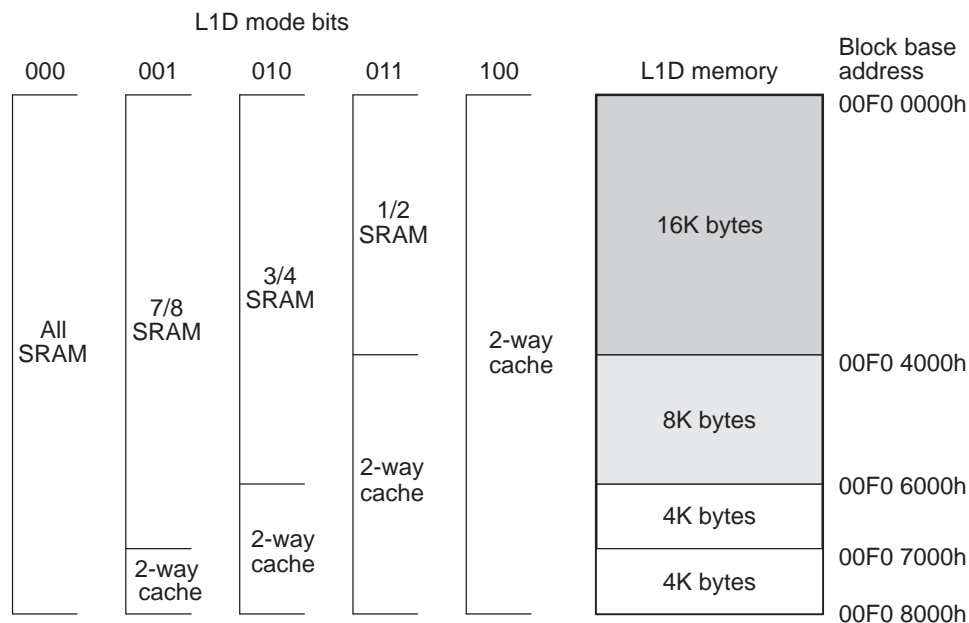 L1D mode bits
000 001 010 011 100 L1D memory
Block base
address
00F0 0000h
16K bytes
1/2
SRAM
3/4
SRAM
7/8
SRAM
All
SRAM
2-way
cache
00F0 4000h
8K bytes
2-way
cache
00F0 6000h
4K bytes
2-way
cache
00F0 7000h
2-way
cache
4K bytes
00F0 8000h